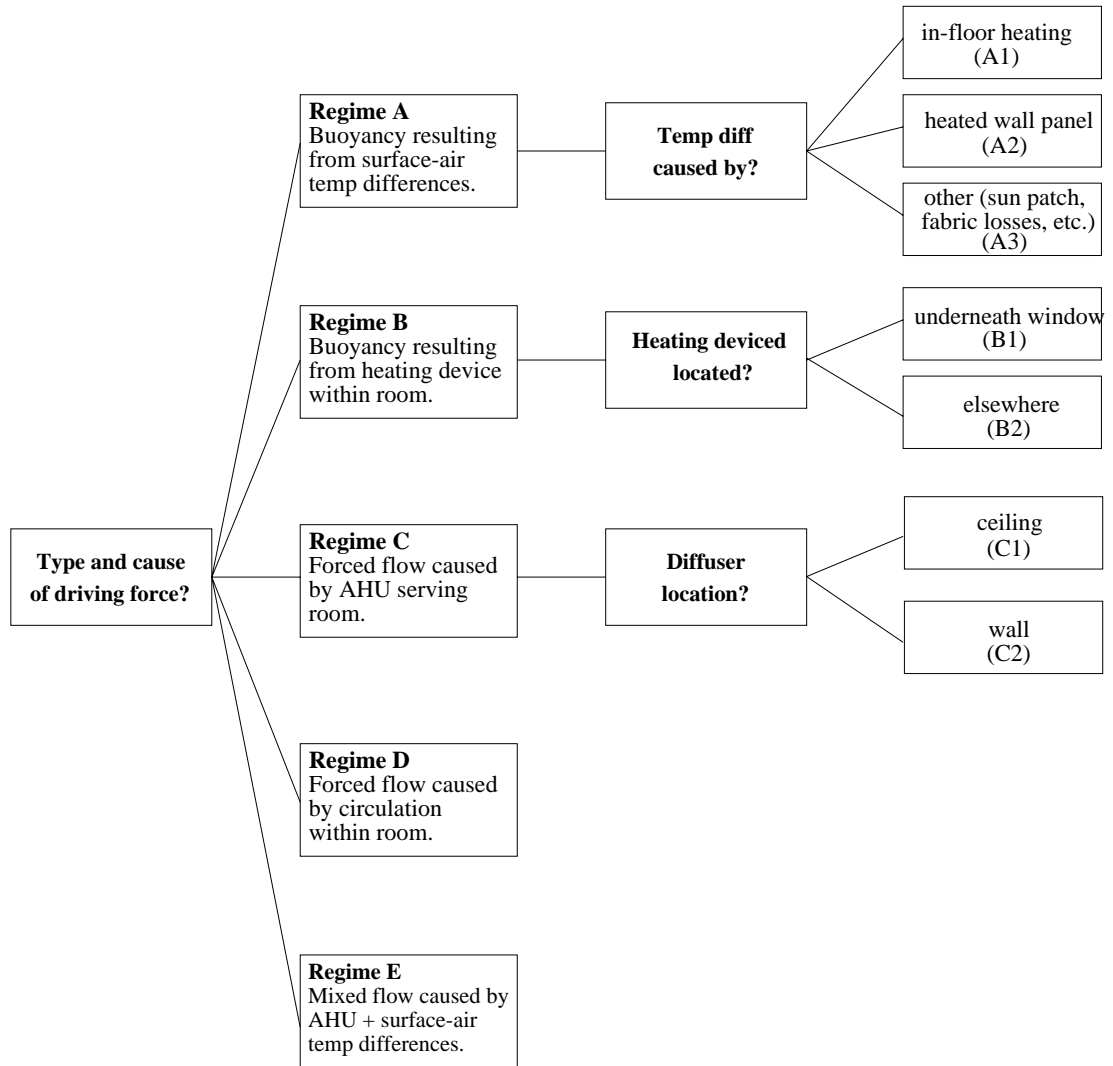 Type and cause
of driving force?
Regime A
Buoyancy resulting
from surface-air
temp differences.
Temp diff
caused by?
in-floor heating
(A1)
heated wall panel
(A2)
other (sun patch,
fabric losses, etc.)
(A3)
Regime B
Buoyancy resulting
from heating device
within room.
Heating deviced
located?
underneath window
(B1)
elsewhere
(B2)
Regime C
Forced flow caused
by AHU serving
room.
Diffuser
location?
ceiling
(C1)
wall
(C2)
Regime D
Forced flow caused
by circulation
within room.
Regime E
Mixed flow caused by
AHU + surface-air
temp differences.